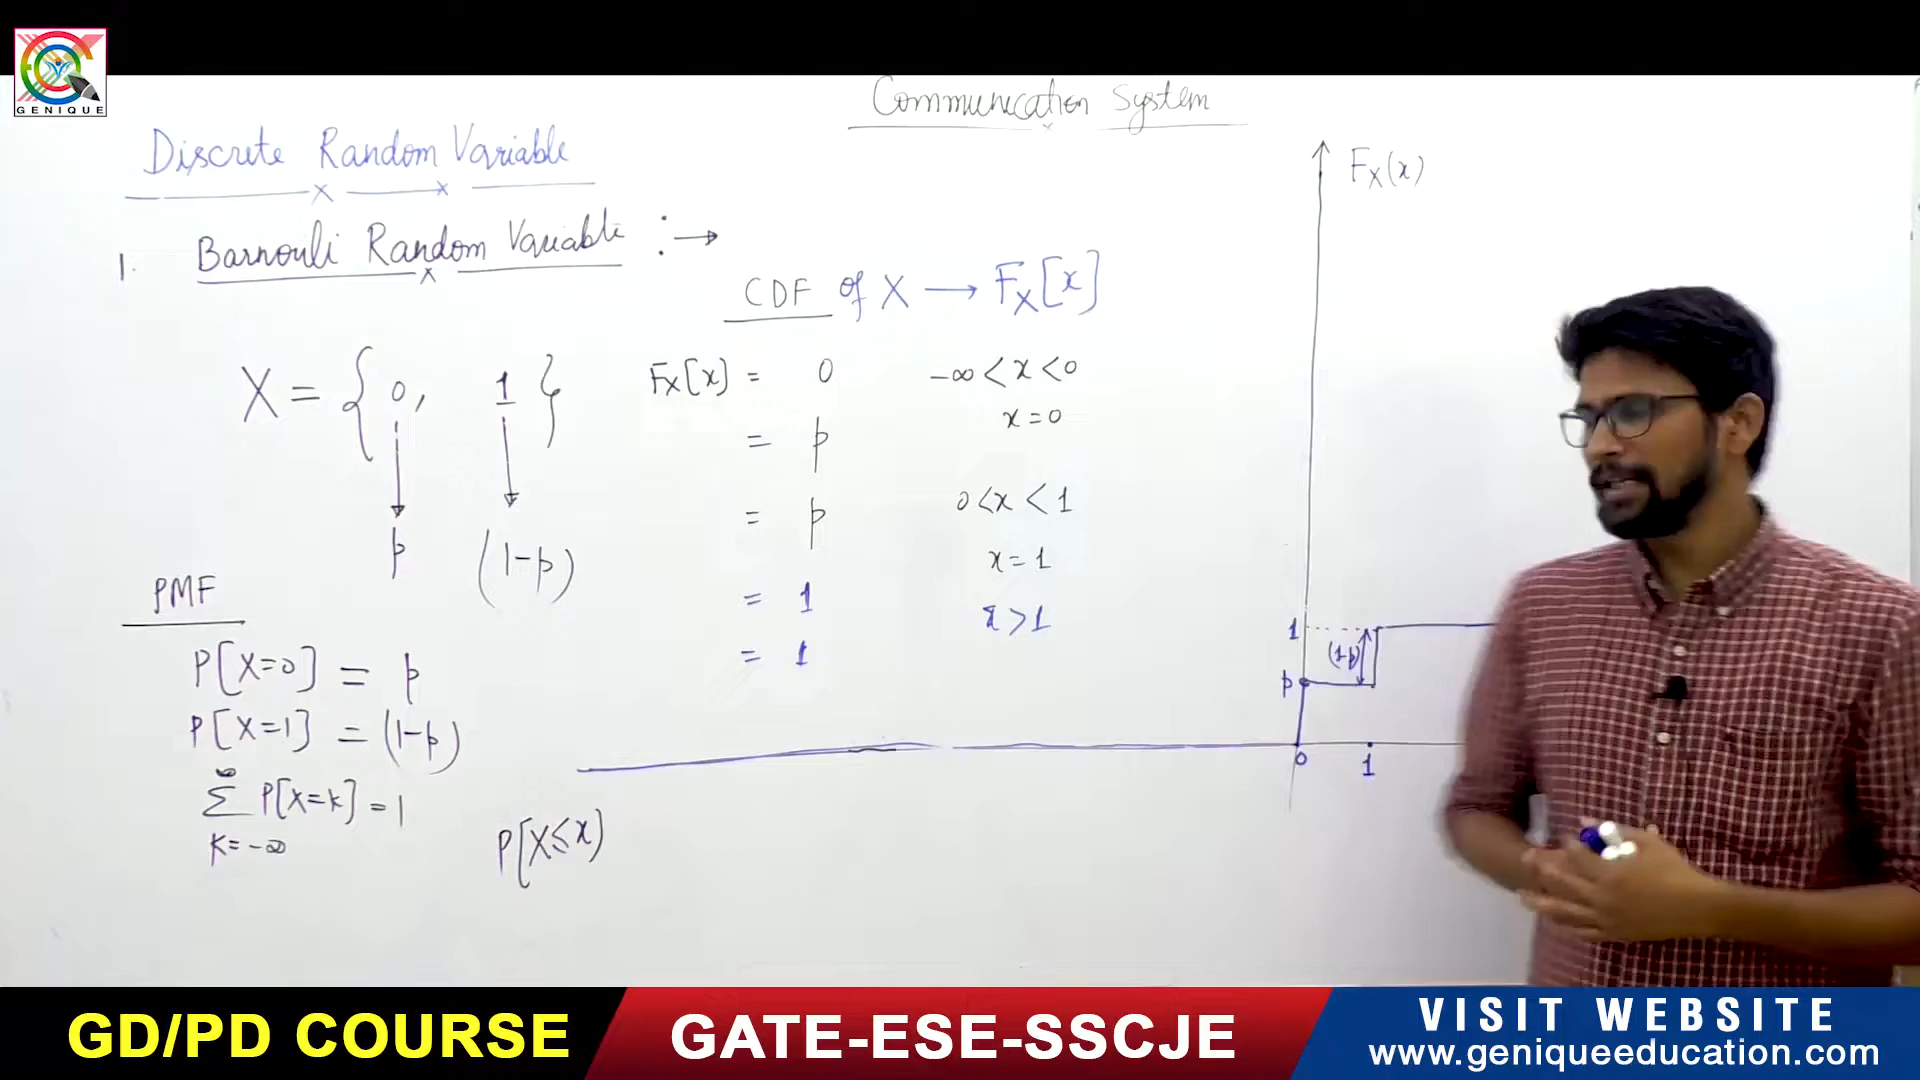 GENIQUE
Communication System
Discrete Random Variable
1. Barnouli Random Variable :→
X = { 0, 1 }
p (1-p)
PMF
P[X=0] = p
P[X=1] = (1-p)
∞
Σ P[X=k] = 1
K=-∞
P[X≤x)
CDF of X → FX[x]
FX[x] = 0 -∞<x<0
= p x=0
= p 0<x<1
= 1 x=1
= 1 x>1
FX(x)
1
(1-p)
p
0 1
GD/PD COURSE
GATE-ESE-SSCJE
VISIT WEBSITE
www.geniqueeducation.com